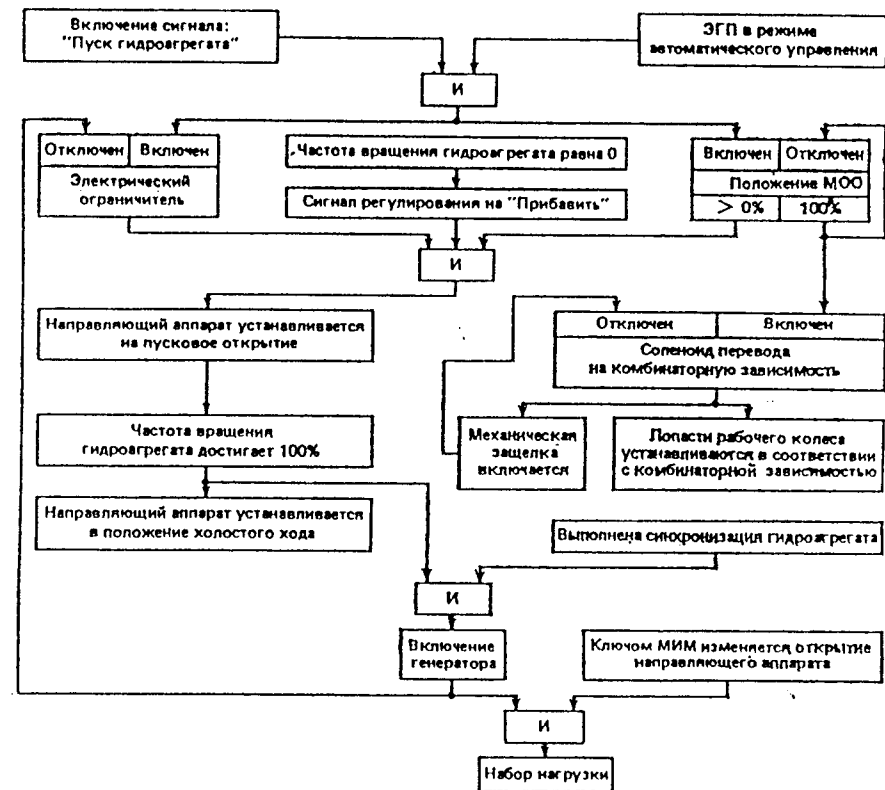 Включение сигнала:
"Пуск гидроагрегата"
ЭГП в режиме
автоматического управления
И
Отключен
Включен
Электрический
ограничитель
Частота вращения гидроагрегата равна 0
Сигнал регулирования на "Прибавить"
Включен
Отключен
Положение МОО
> 0%
100%
И
Направляющий аппарат устанавливается
на пусковое открытие
Отключен
Включен
Соленоид перевода
на комбинаторную зависимость
Частота вращения
гидроагрегата достигает 100%
Механическая
защелка
включается
Лопасти рабочего колеса
устанавливаются в соответствии
с комбинаторной зависимостью
Направляющий аппарат устанавливается
в положение холостого хода
Выполнена синхронизация гидроагрегата
И
Включение
генератора
Ключом МИМ изменяется открытие
направляющего аппарата
И
Набор нагрузки